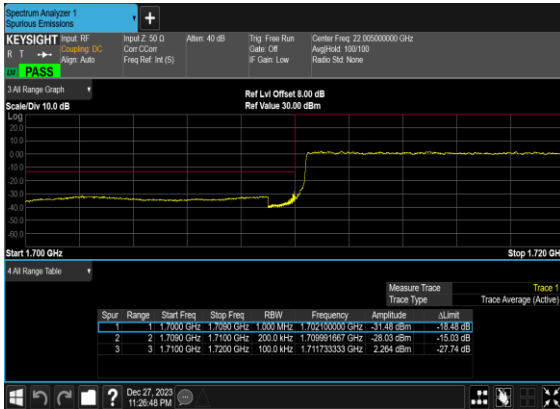 Spectrum Analyzer 1
Spurious Emissions
KEYSIGHT Input: RF Input Z: 50 Ω Atten: 40 dB Trig: Free Run Center Freq: 22.005000000 GHz
R T Coupling: DC Corr CCorr Gate: Off Avg|Hold: 100/100
Align: Auto Freq Ref: Int (S) IF Gain: Low Radio Std: None
PASS
3 All Range Graph
Ref Lvl Offset 8.00 dB
Scale/Div 10.0 dB Ref Value 30.00 dBm
Log
20.0
10.0
0.00
-10.0
-20.0
-30.0
-40.0
-50.0
-60.0
Start 1.700 GHz Stop 1.720 GH
4 All Range Table
Measure Trace Trace 1
Trace Type Trace Average (Active)
Spur Range Start Freq Stop Freq RBW Frequency Amplitude ΔLimit
1 1 1.7000 GHz 1.7090 GHz 1.000 MHz 1.702100000 GHz -31.48 dBm -18.48 dB
2 2 1.7090 GHz 1.7100 GHz 200.0 kHz 1.709991667 GHz -28.03 dBm -15.03 dB
3 3 1.7100 GHz 1.7200 GHz 100.0 kHz 1.711733333 GHz 2.264 dBm -27.74 dB
Dec 27, 2023
11:26:48 PM